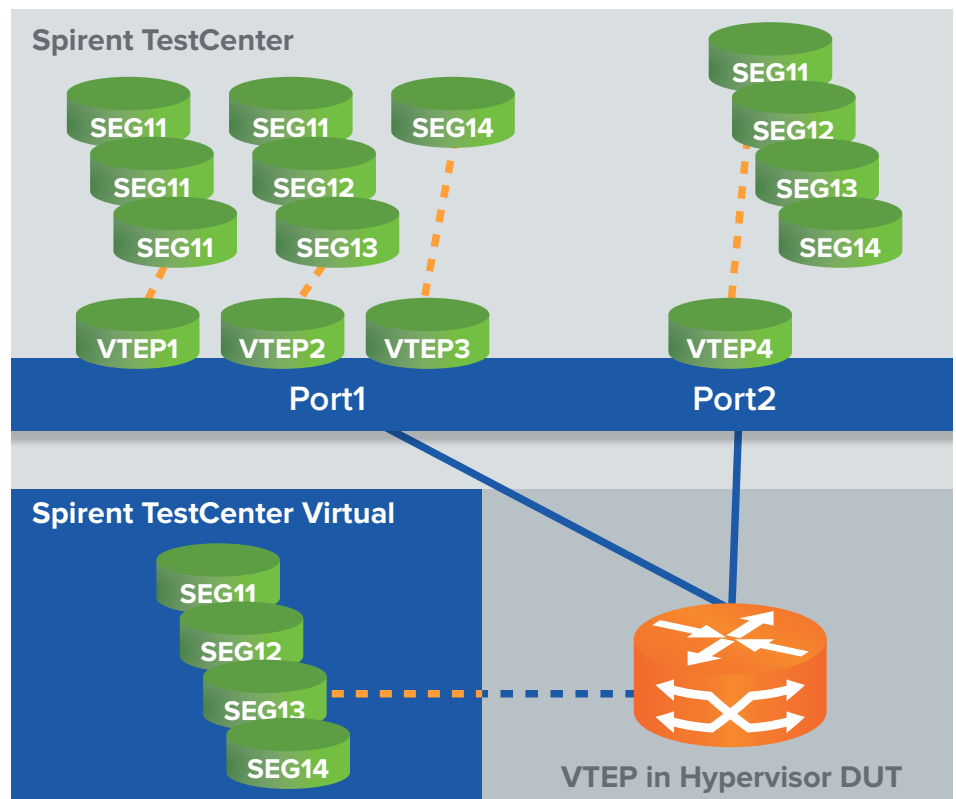 Spirent TestCenter
SEG11
SEG11
SEG11
VTEP1
SEG11
SEG12
SEG13
VTEP2
SEG14
VTEP3
SEG11
SEG12
SEG13
SEG14
VTEP4
Port1
Port2
Spirent TestCenter Virtual
SEG11
SEG12
SEG13
SEG14
VTEP in Hypervisor DUT